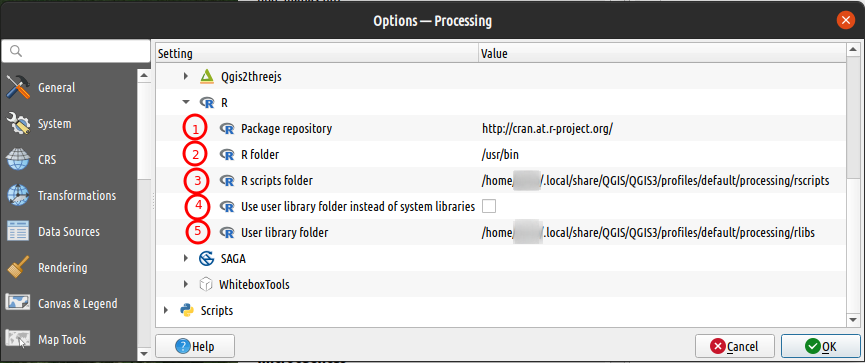 Options — Processing
Setting Value
General
System
CRS
Transformations
Data Sources
Rendering
Canvas & Legend
Map Tools
Qgis2threejs
R
1 Package repository http://cran.at.r-project.org/
2 R folder /usr/bin
3 R scripts folder /home/ /.local/share/QGIS/QGIS3/profiles/default/processing/rscripts
4 Use user library folder instead of system libraries
5 User library folder /home/ /.local/share/QGIS/QGIS3/profiles/default/processing/rlibs
SAGA
WhiteboxTools
Scripts
Help Cancel OK